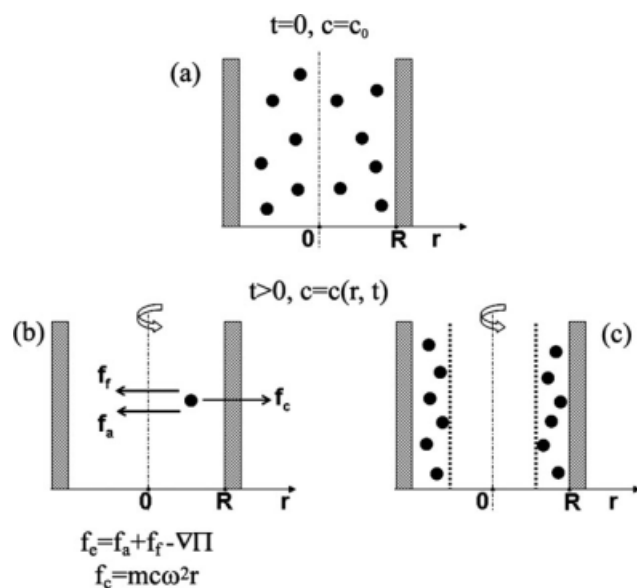 t=0, c=c₀
(a)
0 R r
t>0, c=c(r, t)
(b)
(c)
f_f
f_a
f_c
0 R r
0 R r
f_e=f_a+f_f-∇Π
f_c=mcω²r